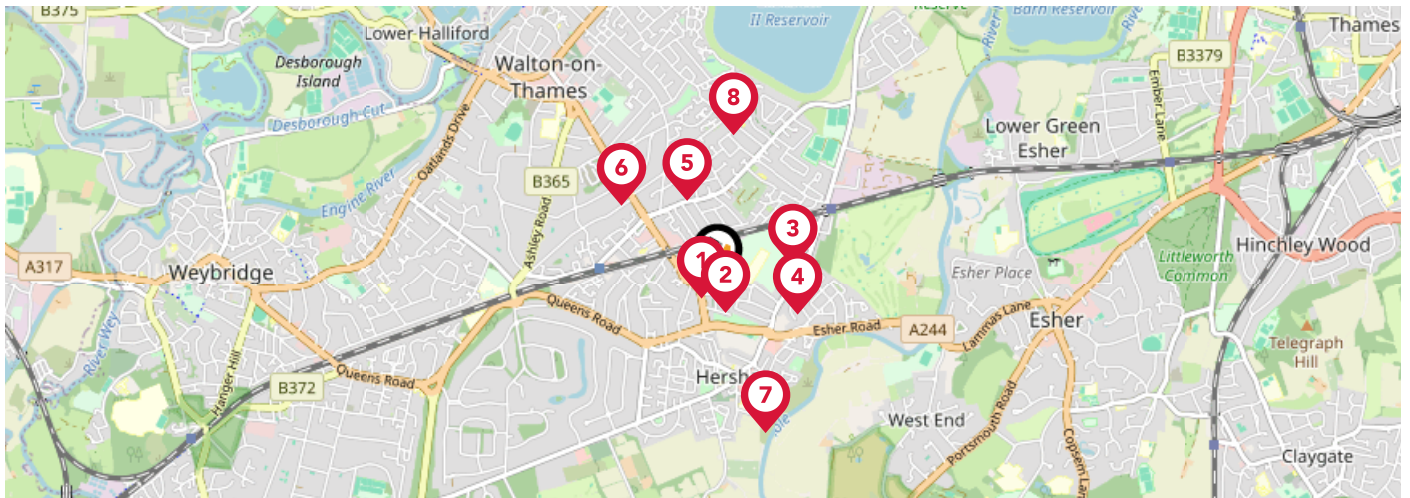 B375
Lower Halliford
Desborough
Island
Desborough Cut
Walton-on-
Thames
II Reservoir
Reserve
Barn Reservoir
River
Thames
B3379
Ember Lane
Lower Green
Esher
8
5
6
B365
Oatlands Drive
Engine River
Ashley Road
A317
Weybridge
River Wey
3
1
2
4
Hinchley Wood
Littleworth
Common
Esher Place
Esher
Queens Road
Esher Road
A244
Lammas Lane
Telegraph
Hill
Hanger Hill
B372
Queens Road
Hersh
7
West End
Portsmouth Road
Copsem Lane
Claygate